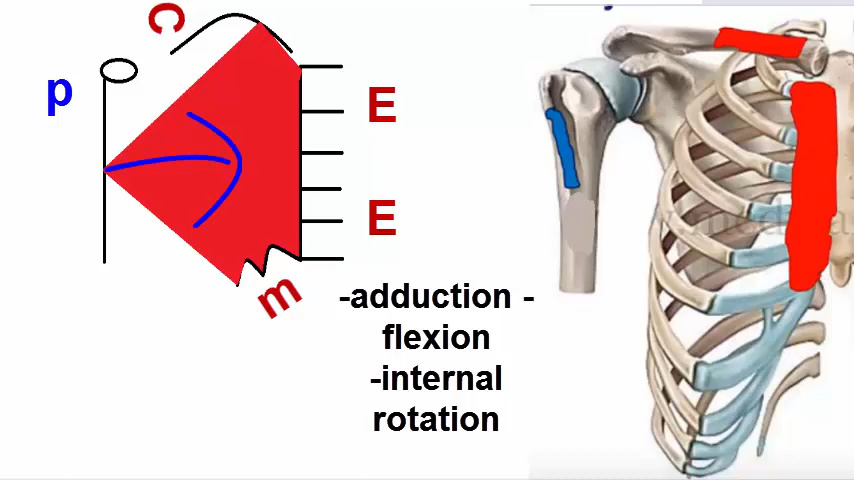 C
p
E
E
m
-adduction -
flexion
-internal
rotation